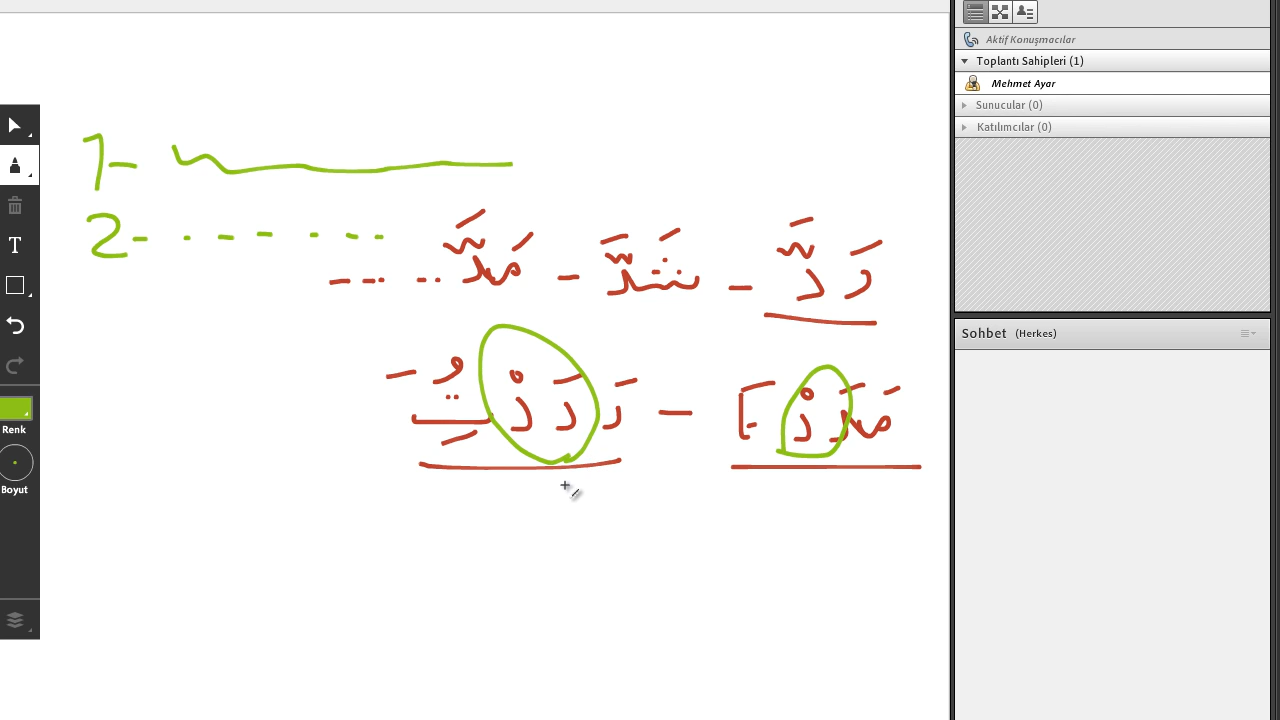 Aktif Konuşmacılar
Toplantı Sahipleri (1)
Mehmet Ayar
Sunucular (0)
Katılımcılar (0)
Sohbet (Herkes)
T
Renk
Boyut
1-
2- - - - - - -
رَدَّ - شَدَّ - مَدَّ .. .. - - -